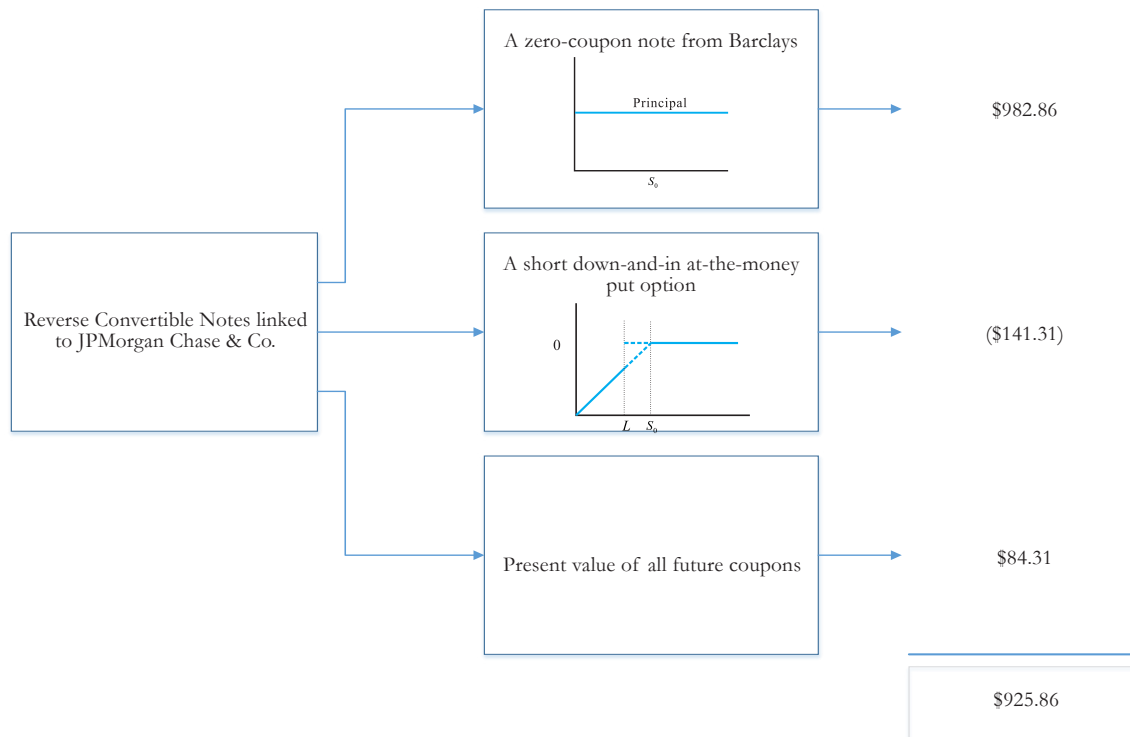 Reverse Convertible Notes linked
to JPMorgan Chase & Co.
A zero-coupon note from Barclays
Principal
S₀
$982.86
A short down-and-in at-the-money
put option
0
L
S₀
($141.31)
Present value of all future coupons
$84.31
$925.86